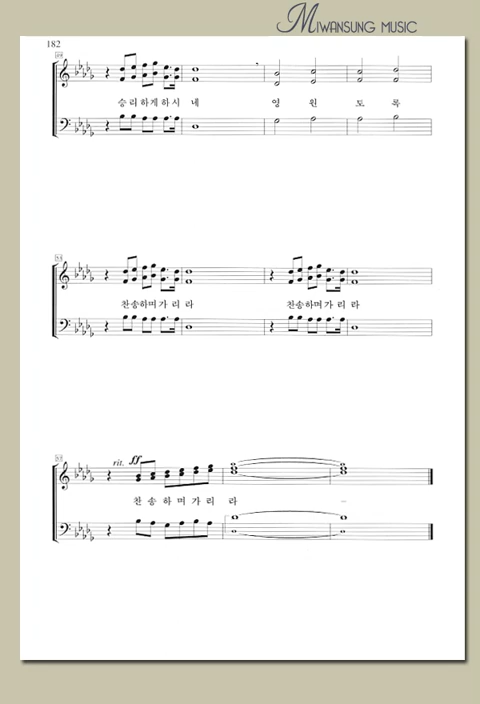 MIWANSUNG MUSIC
182
승리하게하시 네 영 원 도 록
찬송하며가 리 라 찬송하며가 리 라
rit. ff
찬 송 하 며 가 리 라